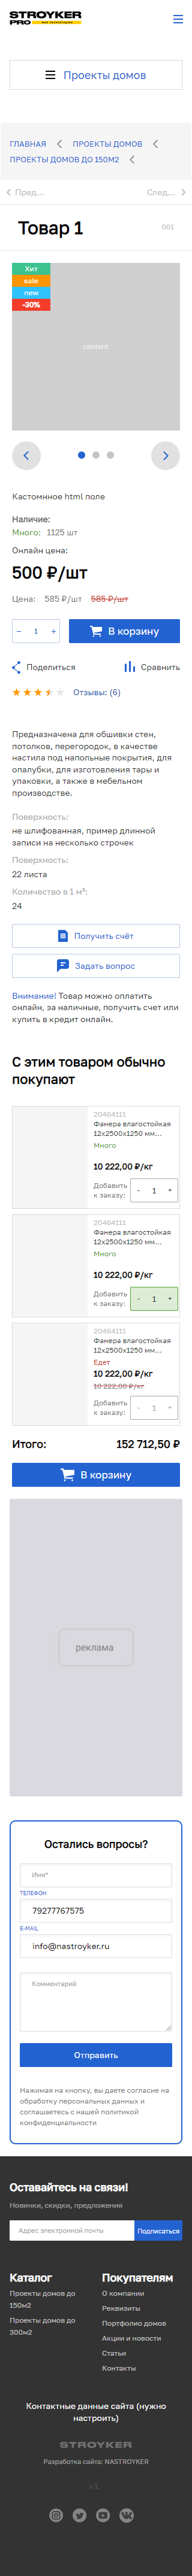 STROYKER
PRO
Проекты домов
ГЛАВНАЯ ПРОЕКТЫ ДОМОВ
ПРОЕКТЫ ДОМОВ ДО 150М2
Пред... След...
Товар 1 001
Хит
sale
new
-30%
content
Кастомное html поле
Наличие:
Много: 1125 шт
Онлайн цена:
500 ₽/шт
Цена: 585 ₽/шт 585 ₽/шт
− 1 + В корзину
Поделиться Сравнить
Отзывы: (6)
Предназначена для обшивки стен,
потолков, перегородок, в качестве
настила под напольные покрытия, для
опалубки, для изготовления тары и
упаковки, а также в мебельном
производстве.
Поверхность:
не шлифованная, пример длинной
записи на несколько строчек
Поверхность:
22 листа
Количество в 1 м³:
24
Получить счёт
Задать вопрос
Внимание! Товар можно оплатить
онлайн, за наличные, получить счет или
купить в кредит онлайн.
С этим товаром обычно
покупают
20464111
Фанера влагостойкая
12х2500х1250 мм...
Много
10 222,00 ₽/кг
Добавить
к заказу: - 1 +
20464111
Фанера влагостойкая
12х2500х1250 мм...
Много
10 222,00 ₽/кг
Добавить
к заказу: - 1 +
20464111
Фанера влагостойкая
12х2500х1250 мм...
Едет
10 222,00 ₽/кг
10 222,00 ₽/кг
Добавить
к заказу: - 1 +
Итого: 152 712,50 ₽
В корзину
реклама
Остались вопросы?
Имя*
ТЕЛЕФОН
79277767575
E-MAIL
info@nastroyker.ru
Комментарий
Отправить
Нажимая на кнопку, вы даете согласие на
обработку персональных данных и
соглашаетесь с нашей политикой
конфиденциальности
Оставайтесь на связи!
Новинки, скидки, предложения
Адрес электронной почты Подписаться
Каталог
Проекты домов до
150м2
Проекты домов до
300м2
Покупателям
О компании
Реквизиты
Портфолио домов
Акции и новости
Статьи
Контакты
Контактные данные сайта (нужно
настроить)
STROYKER
Разработка сайта: NASTROYKER